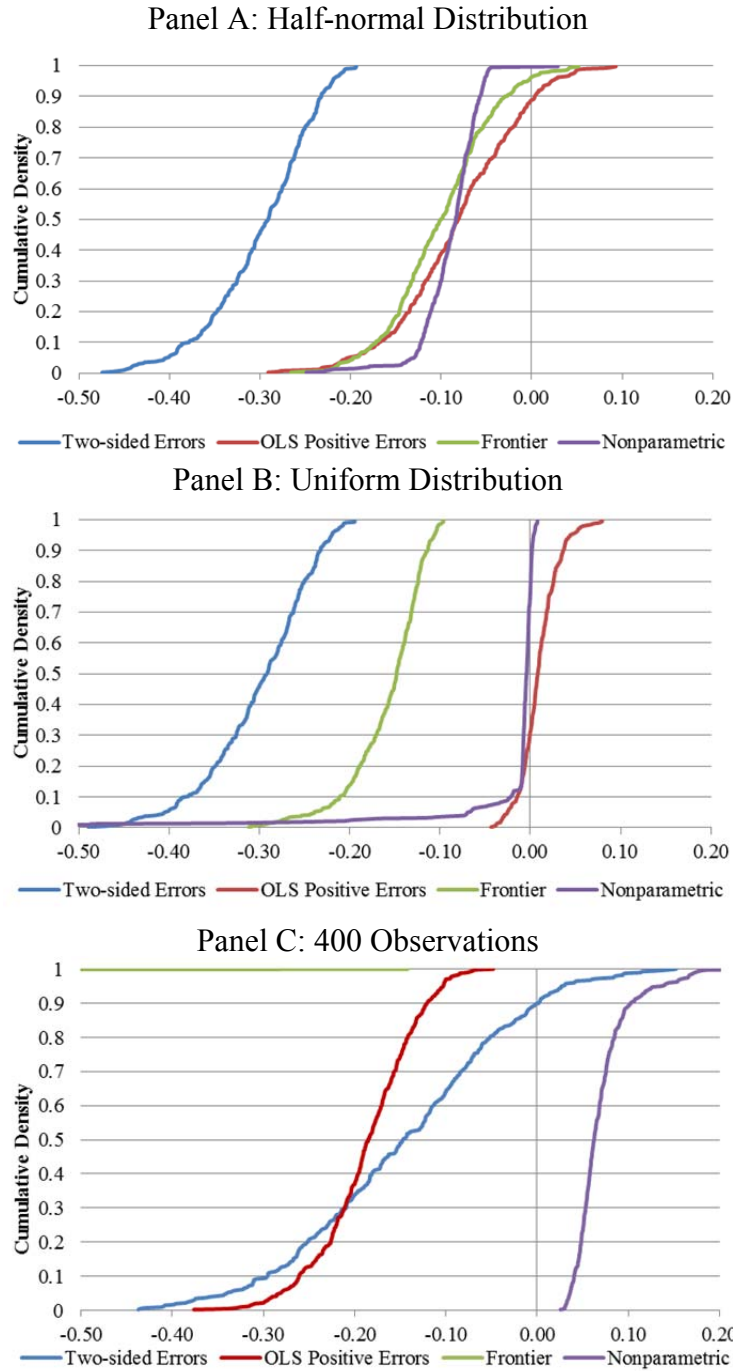 Panel A: Half-normal Distribution
1
0.9
0.8
0.7
0.6
0.5
0.4
0.3
0.2
0.1
0
Cumulative Density
-0.50 -0.40 -0.30 -0.20 -0.10 0.00 0.10 0.20
Two-sided Errors OLS Positive Errors Frontier Nonparametric
Panel B: Uniform Distribution
1
0.9
0.8
0.7
0.6
0.5
0.4
0.3
0.2
0.1
0
Cumulative Density
-0.50 -0.40 -0.30 -0.20 -0.10 0.00 0.10 0.20
Two-sided Errors OLS Positive Errors Frontier Nonparametric
Panel C: 400 Observations
1
0.9
0.8
0.7
0.6
0.5
0.4
0.3
0.2
0.1
0
Cumulative Density
-0.50 -0.40 -0.30 -0.20 -0.10 0.00 0.10 0.20
Two-sided Errors OLS Positive Errors Frontier Nonparametric